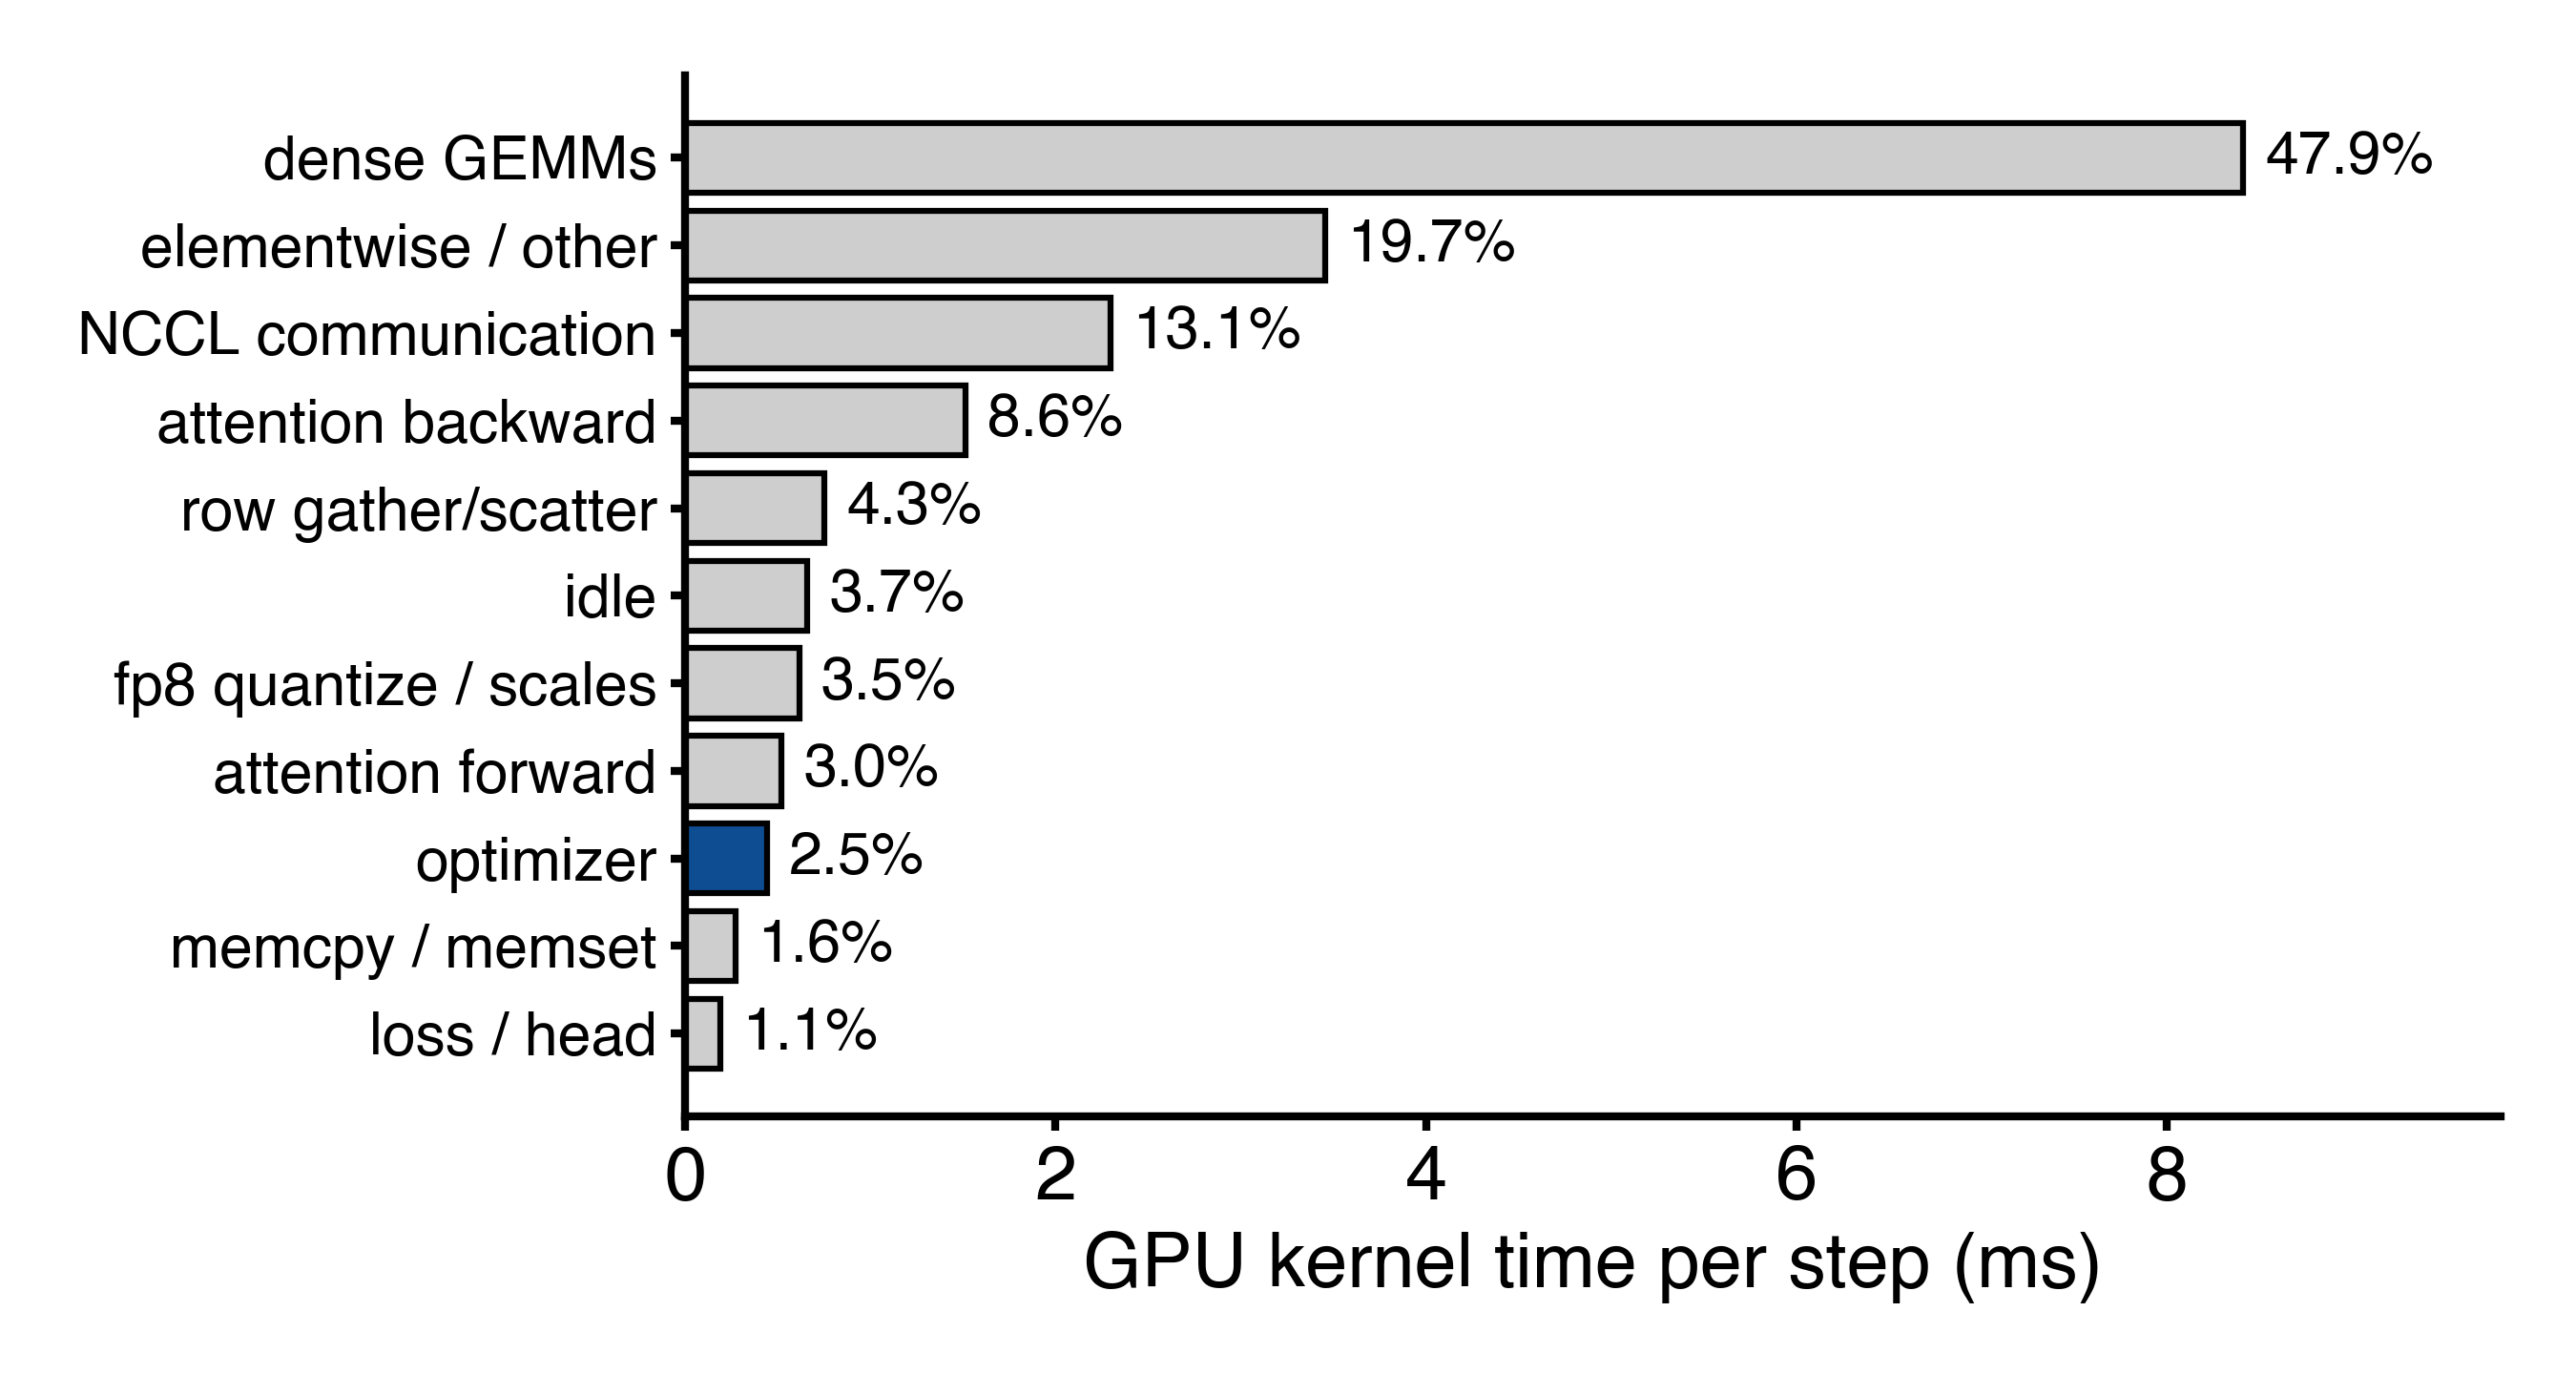 dense GEMMs 47.9%
elementwise / other 19.7%
NCCL communication 13.1%
attention backward 8.6%
row gather/scatter 4.3%
idle 3.7%
fp8 quantize / scales 3.5%
attention forward 3.0%
optimizer 2.5%
memcpy / memset 1.6%
loss / head 1.1%
0 2 4 6 8
GPU kernel time per step (ms)